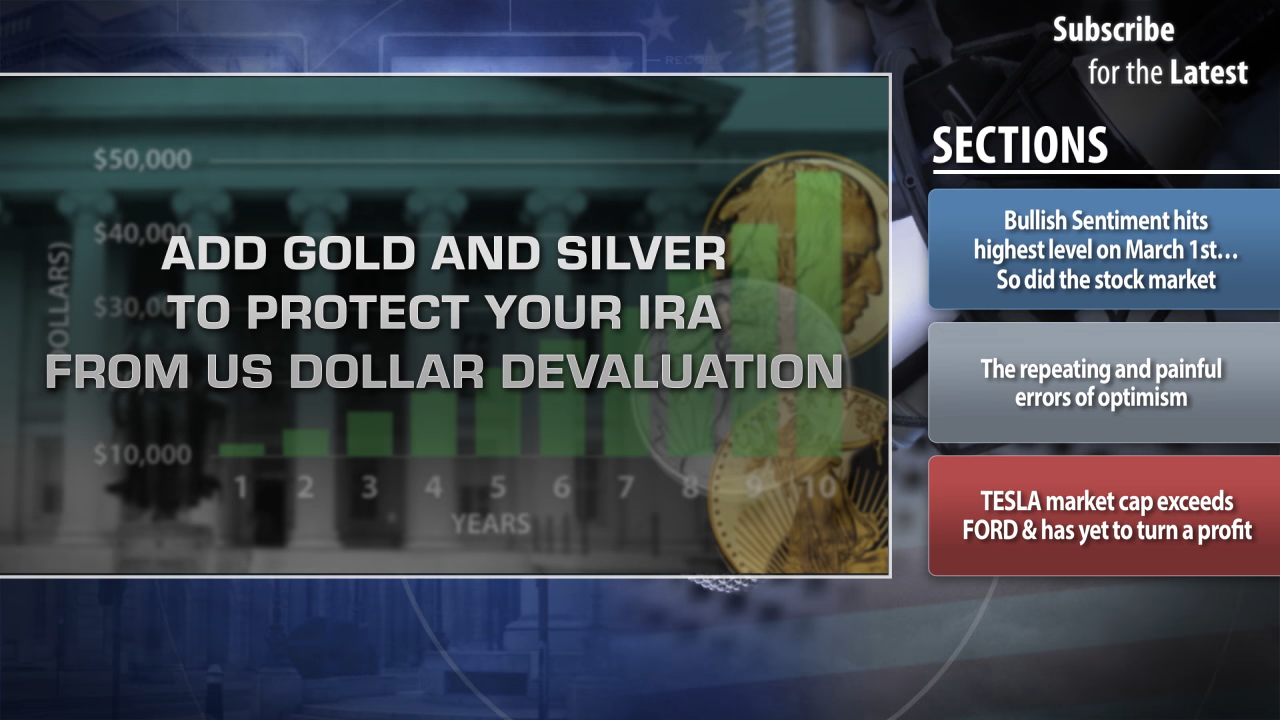 Subscribe
for the Latest
SECTIONS
Bullish Sentiment hits
highest level on March 1st...
So did the stock market
The repeating and painful
errors of optimism
TESLA market cap exceeds
FORD & has yet to turn a profit
ADD GOLD AND SILVER
TO PROTECT YOUR IRA
FROM US DOLLAR DEVALUATION
$50,000
$40,000
$30,00
$10,000
DOLLARS)
1 2 3 4 5 6 7 8 9 10
YEARS